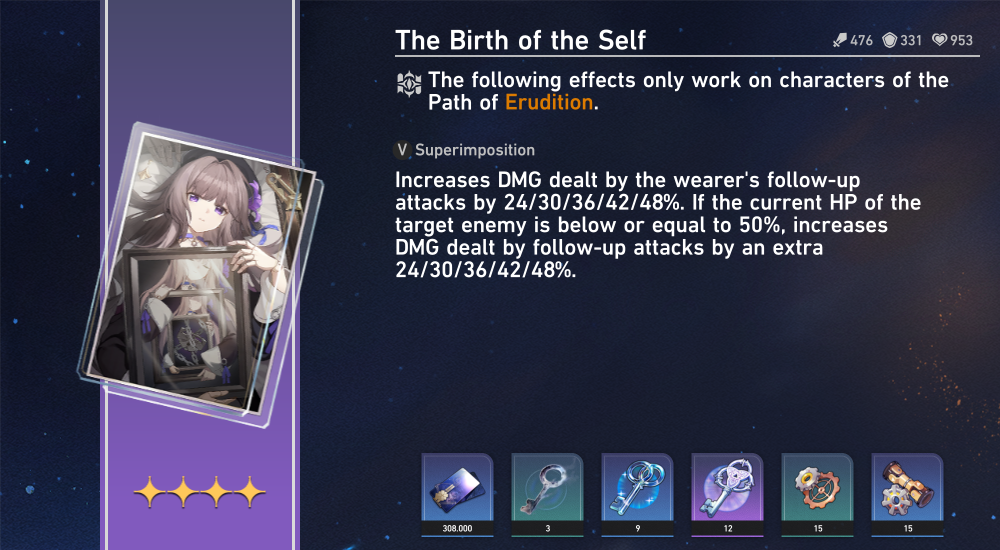 The Birth of the Self
476 331 953
The following effects only work on characters of the
Path of Erudition.
V Superimposition
Increases DMG dealt by the wearer's follow-up
attacks by 24/30/36/42/48%. If the current HP of the
target enemy is below or equal to 50%, increases
DMG dealt by follow-up attacks by an extra
24/30/36/42/48%.
308.000 3 9 12 15 15